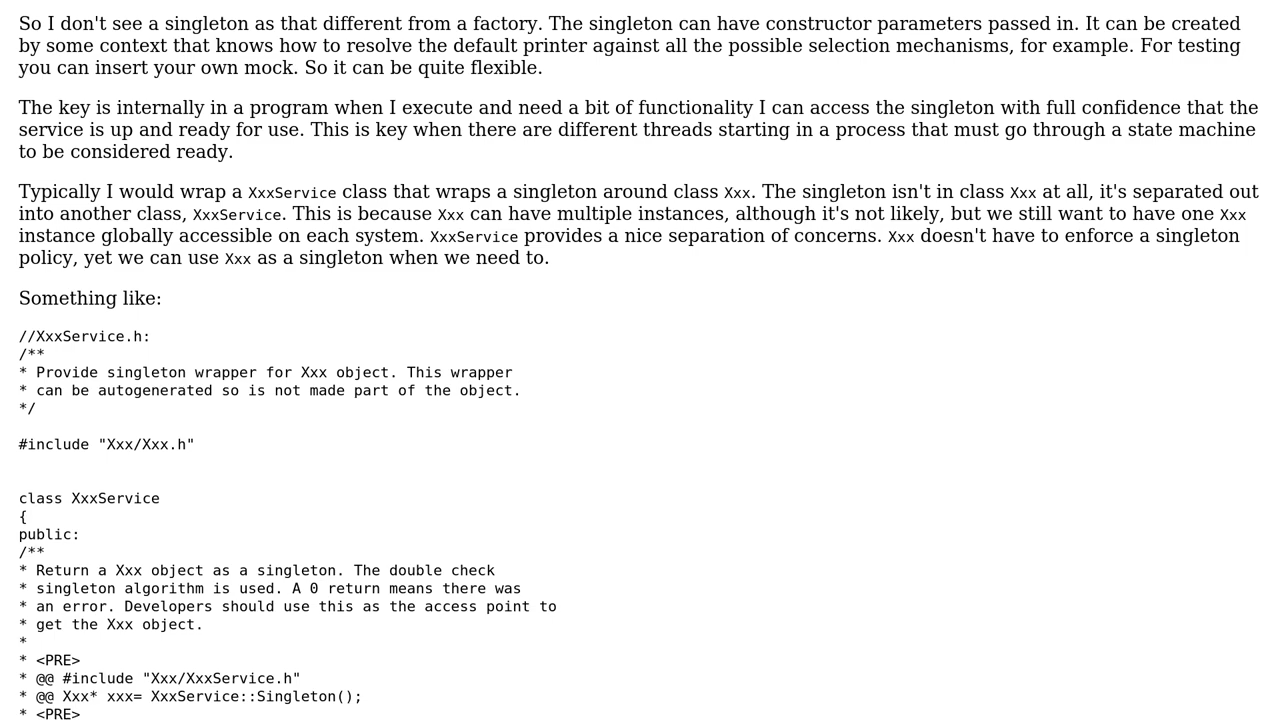 So I don't see a singleton as that different from a factory. The singleton can have constructor parameters passed in. It can be created
by some context that knows how to resolve the default printer against all the possible selection mechanisms, for example. For testing
you can insert your own mock. So it can be quite flexible.
The key is internally in a program when I execute and need a bit of functionality I can access the singleton with full confidence that the
service is up and ready for use. This is key when there are different threads starting in a process that must go through a state machine
to be considered ready.
Typically I would wrap a XxxService class that wraps a singleton around class Xxx. The singleton isn't in class Xxx at all, it's separated out
into another class, XxxService. This is because Xxx can have multiple instances, although it's not likely, but we still want to have one Xxx
instance globally accessible on each system. XxxService provides a nice separation of concerns. Xxx doesn't have to enforce a singleton
policy, yet we can use Xxx as a singleton when we need to.
Something like:
//XxxService.h:
/**
* Provide singleton wrapper for Xxx object. This wrapper
* can be autogenerated so is not made part of the object.
*/
#include "Xxx/Xxx.h"
class XxxService
{
public:
/**
* Return a Xxx object as a singleton. The double check
* singleton algorithm is used. A 0 return means there was
* an error. Developers should use this as the access point to
* get the Xxx object.
*
* <PRE>
* @@ #include "Xxx/XxxService.h"
* @@ Xxx* xxx= XxxService::Singleton();
* <PRE>